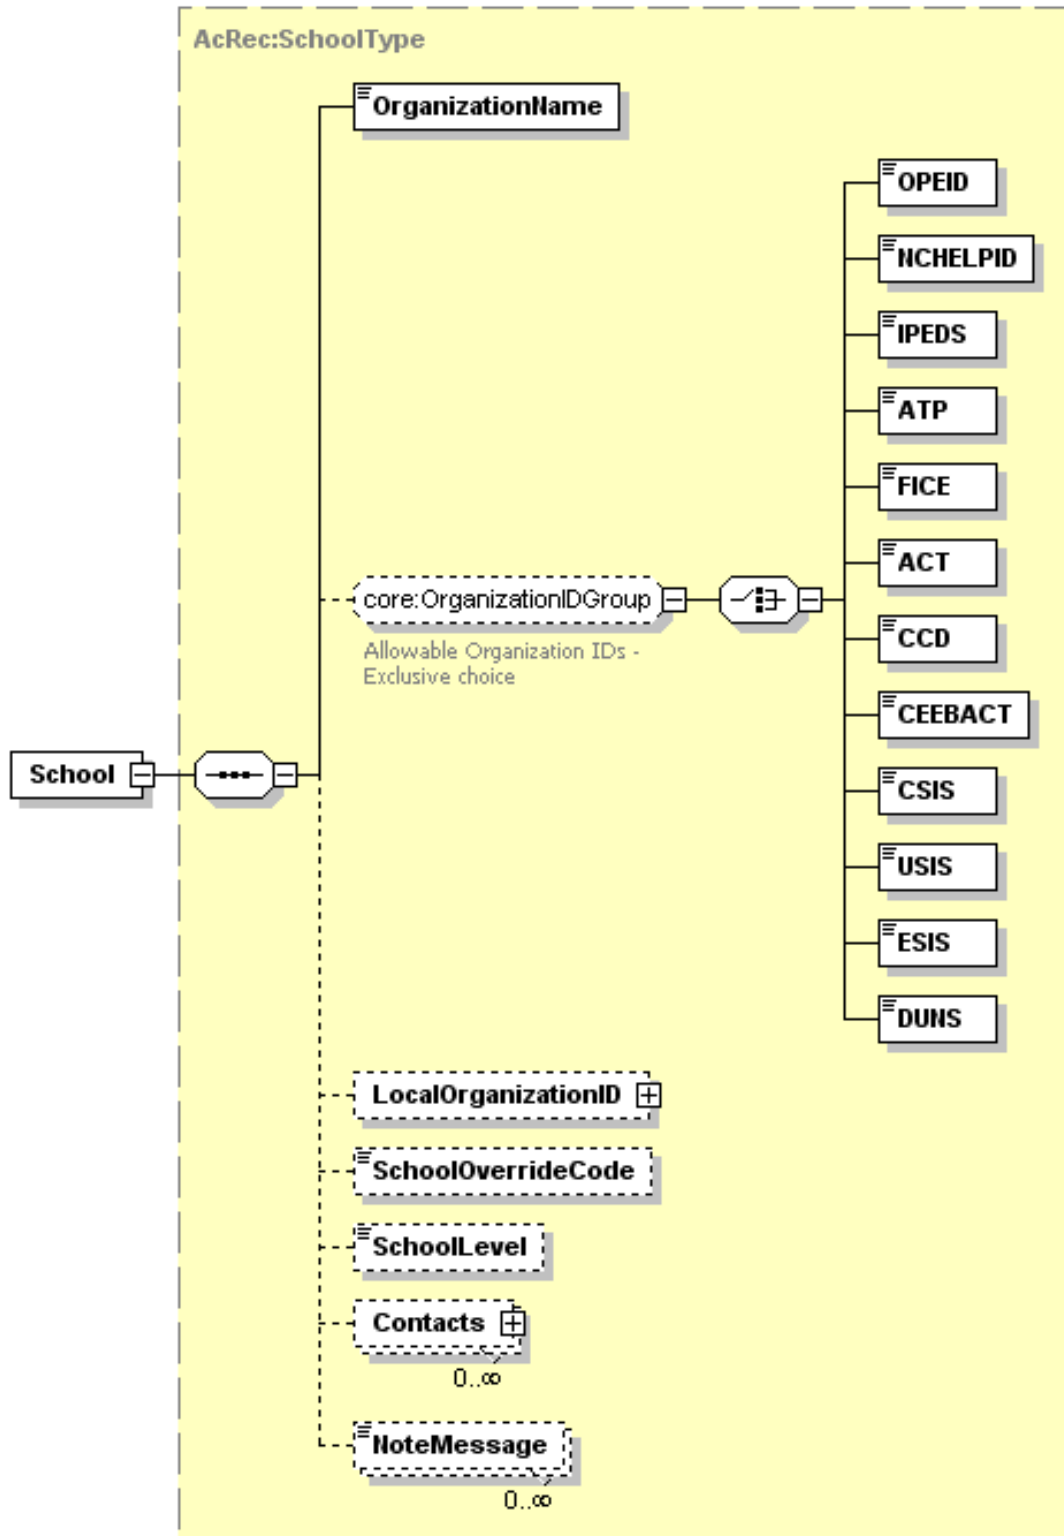 AcRec:SchoolType
OrganizationName
OPEID
NCHELPID
IPEDS
ATP
FICE
ACT
core:OrganizationIDGroup
Allowable Organization IDs -
Exclusive choice
CCD
CEEBACT
School
CSIS
USIS
ESIS
DUNS
LocalOrganizationID
SchoolOverrideCode
SchoolLevel
Contacts
0..∞
NoteMessage
0..∞